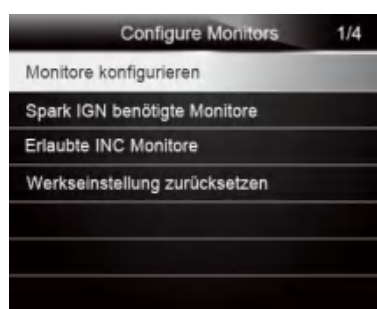 Configure Monitors 1/4
Monitore konfigurieren
Spark IGN benötigte Monitore
Erlaubte INC Monitore
Werkseinstellung zurücksetzen